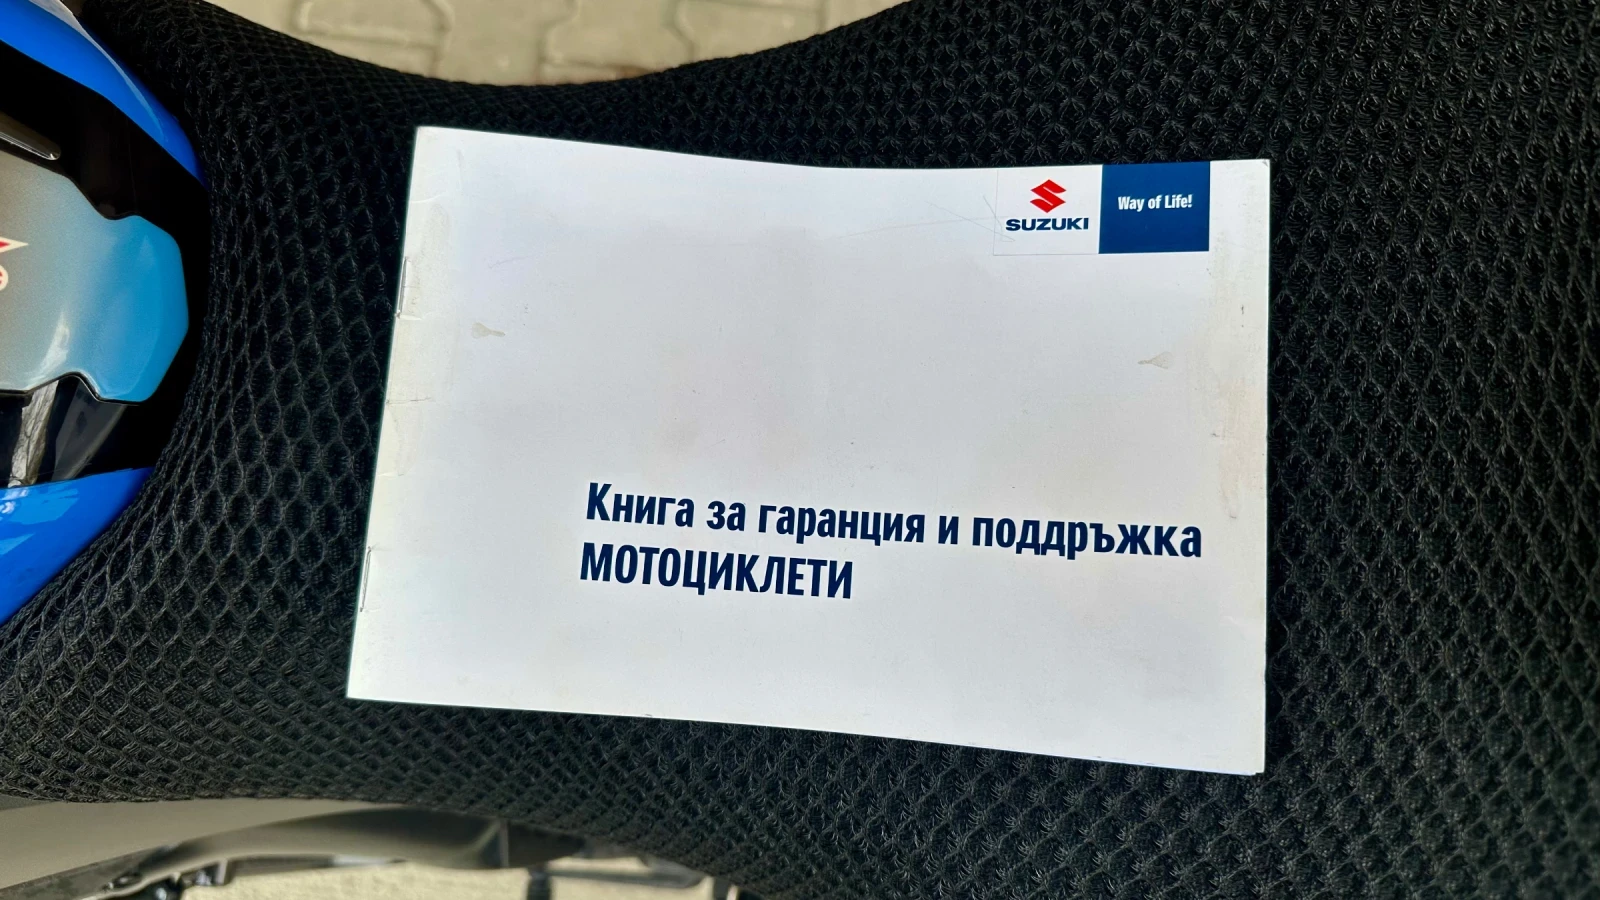 SUZUKI
Way of Life!
Книга за гаранция и поддръжка
МОТОЦИКЛЕТИ